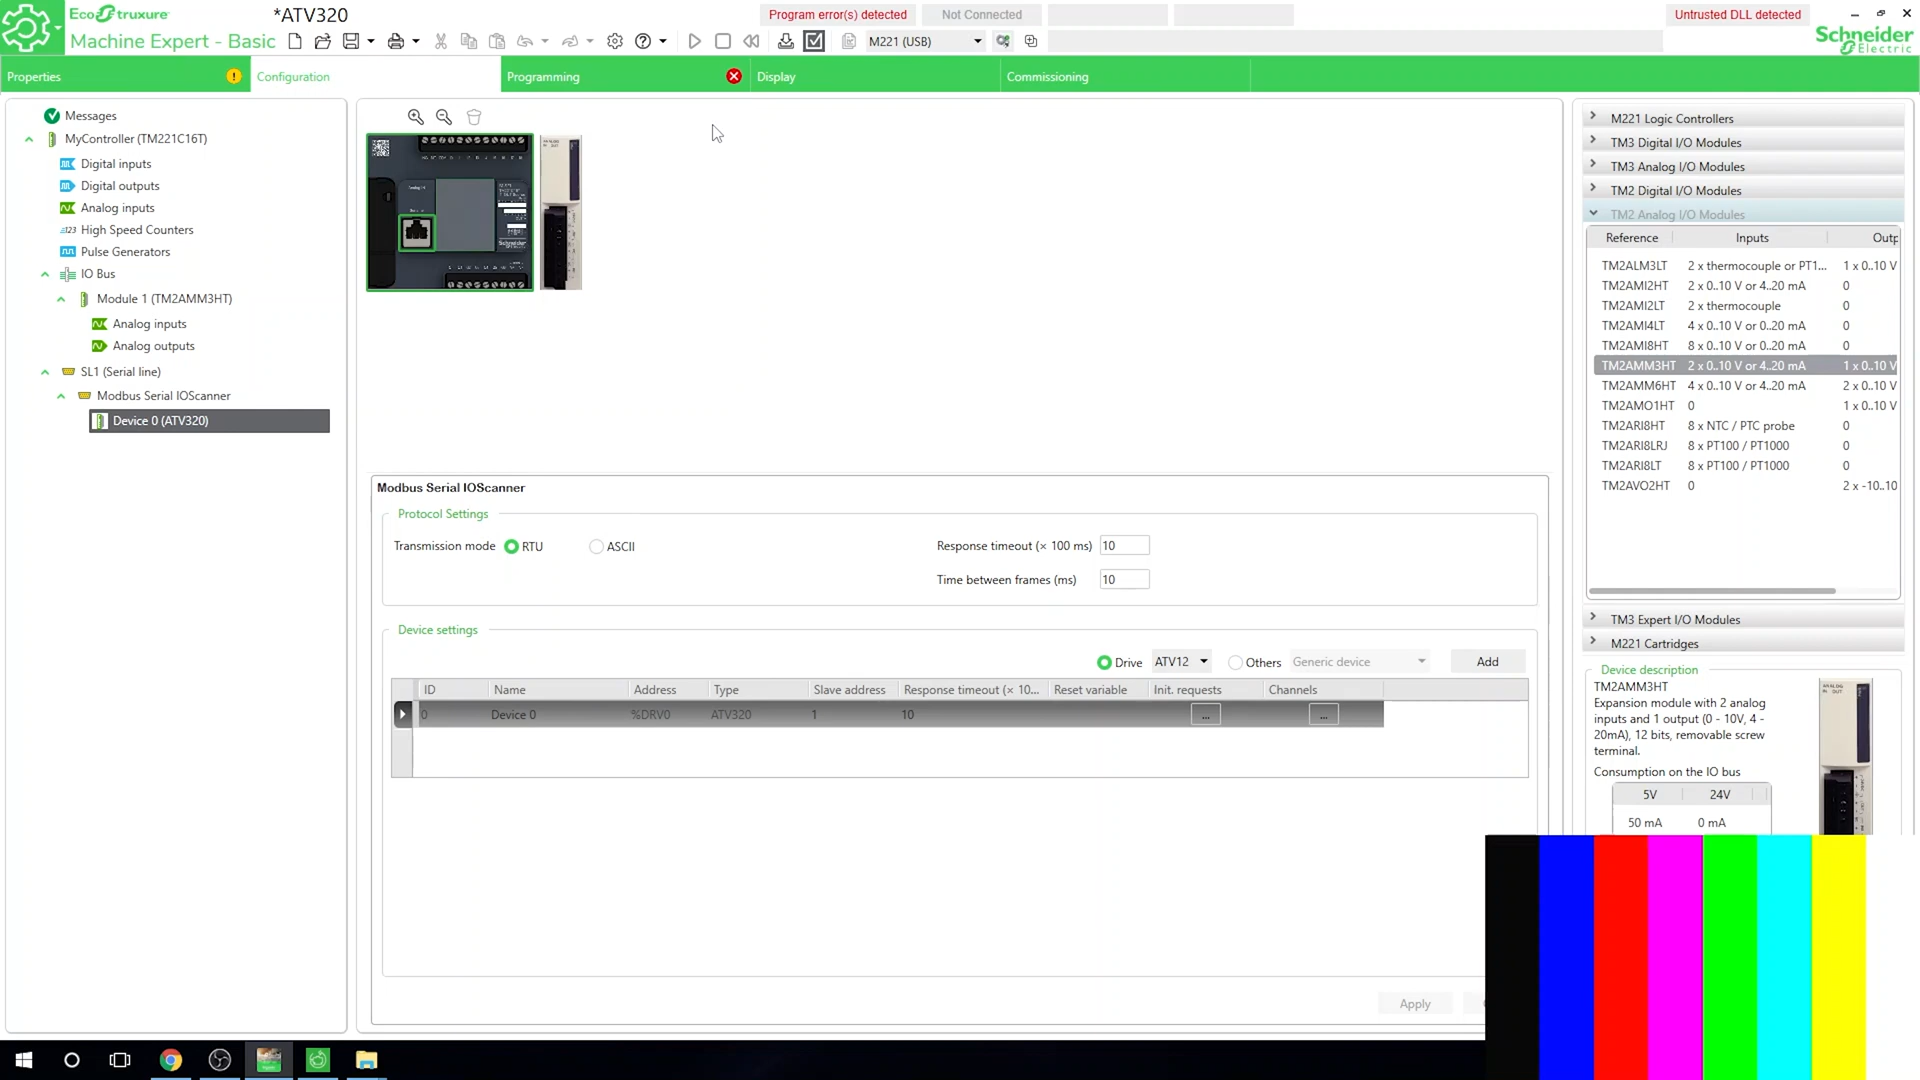 EcoStruxure
Machine Expert - Basic
*ATV320
Program error(s) detected
Not Connected
Untrusted DLL detected
Schneider
Electric
M221 (USB)
Properties
Configuration
Programming
Display
Commissioning
Messages
MyController (TM221C16T)
Digital inputs
Digital outputs
Analog inputs
High Speed Counters
Pulse Generators
IO Bus
Module 1 (TM2AMM3HT)
Analog inputs
Analog outputs
SL1 (Serial line)
Modbus Serial IOScanner
Device 0 (ATV320)
Modbus Serial IOScanner
Protocol Settings
Transmission mode RTU ASCII
Response timeout (× 100 ms) 10
Time between frames (ms) 10
Device settings
Drive ATV12 Others Generic device Add
ID Name Address Type Slave address Response timeout (× 10... Reset variable Init. requests Channels
0 Device 0 %DRV0 ATV320 1 10 ... ...
Apply
M221 Logic Controllers
TM3 Digital I/O Modules
TM3 Analog I/O Modules
TM2 Digital I/O Modules
TM2 Analog I/O Modules
Reference Inputs Outp
TM2ALM3LT 2 x thermocouple or PT1... 1 x 0..10 V
TM2AMI2HT 2 x 0..10 V or 4..20 mA 0
TM2AMI2LT 2 x thermocouple 0
TM2AMI4LT 4 x 0..10 V or 0..20 mA 0
TM2AMI8HT 8 x 0..10 V or 0..20 mA 0
TM2AMM3HT 2 x 0..10 V or 4..20 mA 1 x 0..10 V
TM2AMM6HT 4 x 0..10 V or 4..20 mA 2 x 0..10 V
TM2AMO1HT 0 1 x 0..10 V
TM2ARI8HT 8 x NTC / PTC probe 0
TM2ARI8LRJ 8 x PT100 / PT1000 0
TM2ARI8LT 8 x PT100 / PT1000 0
TM2AVO2HT 0 2 x -10..10
TM3 Expert I/O Modules
M221 Cartridges
Device description
TM2AMM3HT
Expansion module with 2 analog
inputs and 1 output (0 - 10V, 4 -
20mA), 12 bits, removable screw
terminal.
Consumption on the IO bus
5V 24V
50 mA 0 mA